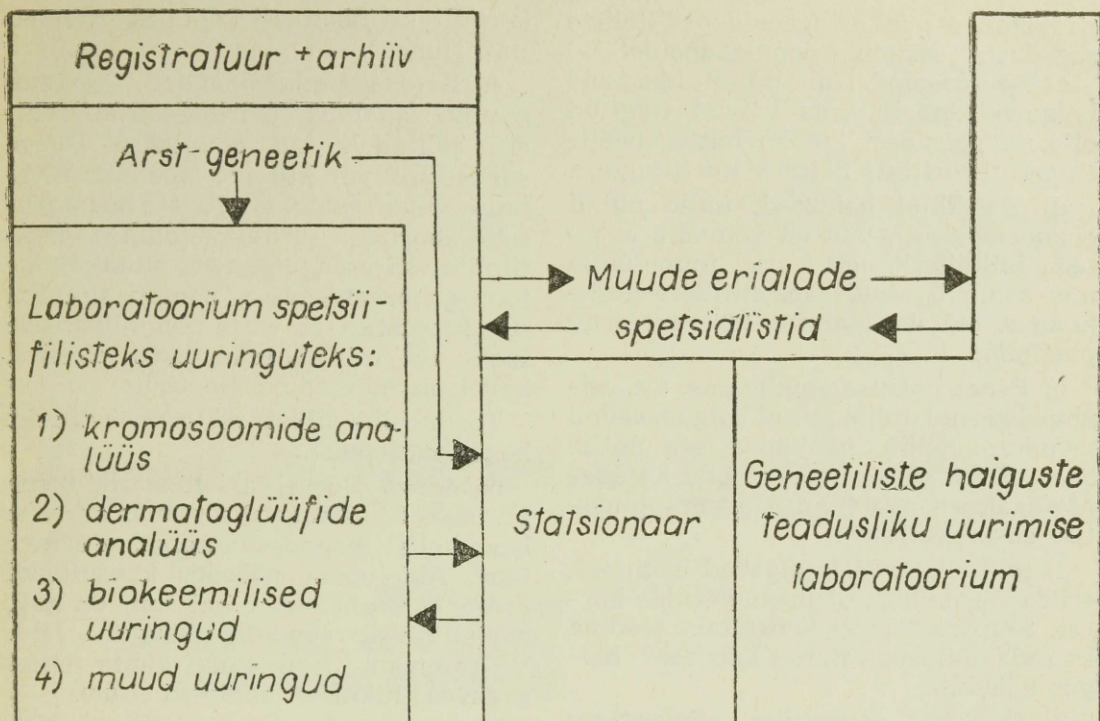 Registratuur + arhiiv
Arst-geneetik
Laboratoorium spetsii-
filisteks uuringuteks:
1) kromosoomide ana-
lüüs
2) dermatoglüüfide
analüüs
3) biokeemilised
uuringud
4) muud uuringud
Muude erialade
spetsialistid
Statsionaar
Geneetiliste haiguste
teadusliku uurimise
laboratoorium